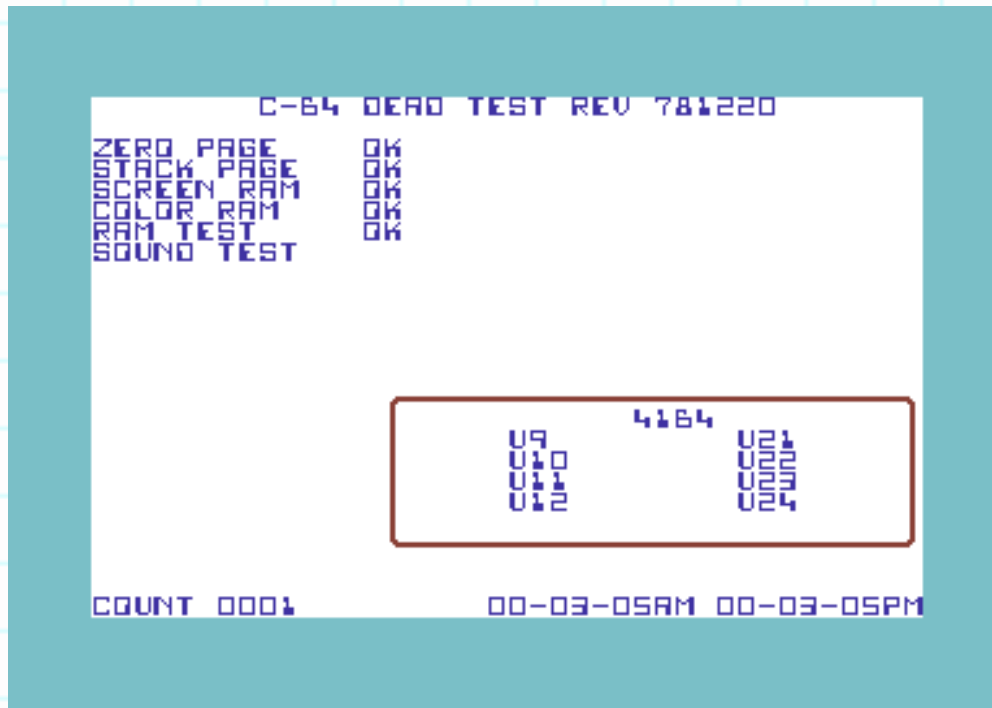 C-64 DEAD TEST REV 781220
ZERO PAGE OK
STACK PAGE OK
SCREEN RAM OK
COLOR RAM OK
RAM TEST OK
SOUND TEST
4164
U9 U21
U10 U22
U11 U23
U12 U24
COUNT 0001 00-03-05AM 00-03-05PM